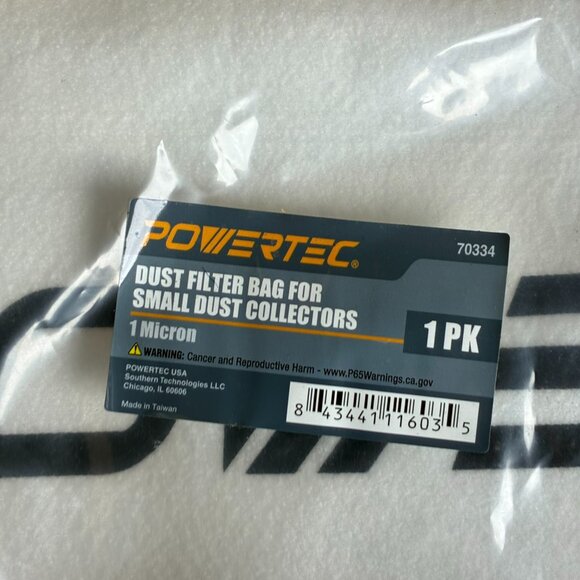 POWERTEC®
70334
DUST FILTER BAG FOR
SMALL DUST COLLECTORS
1 Micron
1 PK
WARNING: Cancer and Reproductive Harm - www.P65Warnings.ca.gov
POWERTEC USA
Southern Technologies LLC
Chicago, IL 60606
Made in Taiwan
8 43441 11603 5